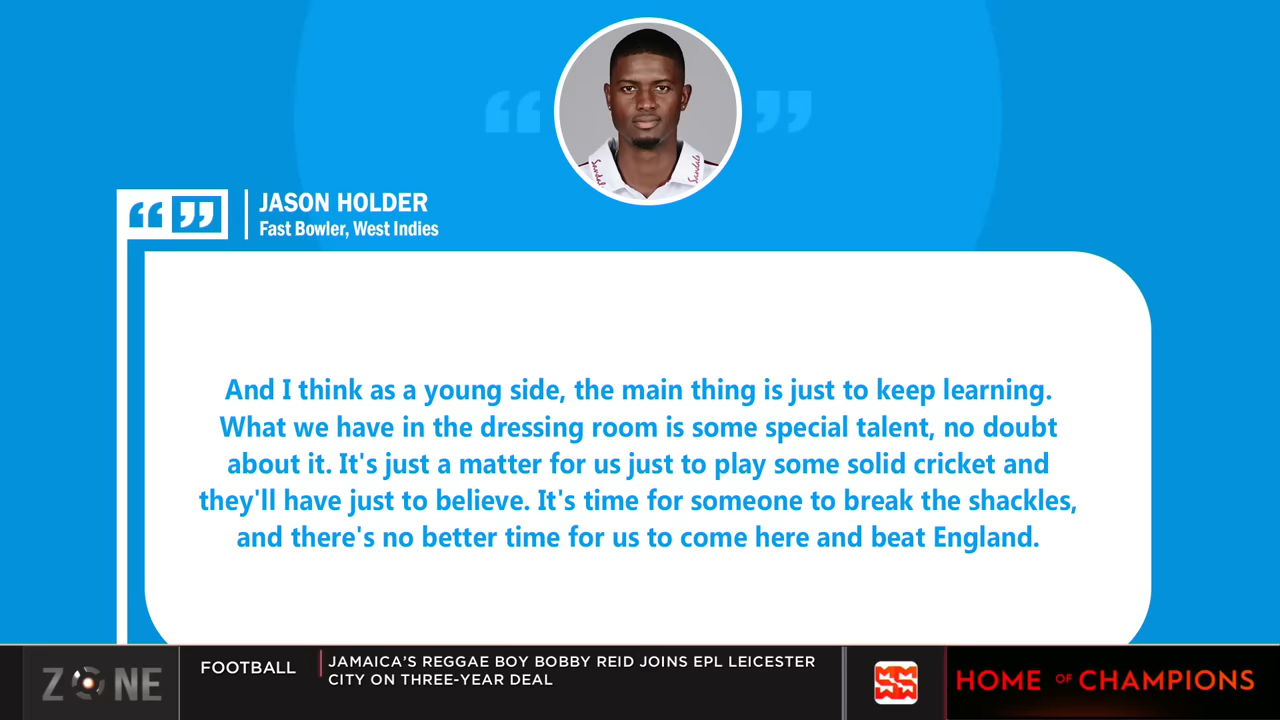 “ ”
Sandals
Sandals
“ ”
JASON HOLDER
Fast Bowler, West Indies
And I think as a young side, the main thing is just to keep learning.
What we have in the dressing room is some special talent, no doubt
about it. It's just a matter for us just to play some solid cricket and
they'll have just to believe. It's time for someone to break the shackles,
and there's no better time for us to come here and beat England.
ZONE
FOOTBALL
JAMAICA'S REGGAE BOY BOBBY REID JOINS EPL LEICESTER
CITY ON THREE-YEAR DEAL
HOME OF CHAMPIONS